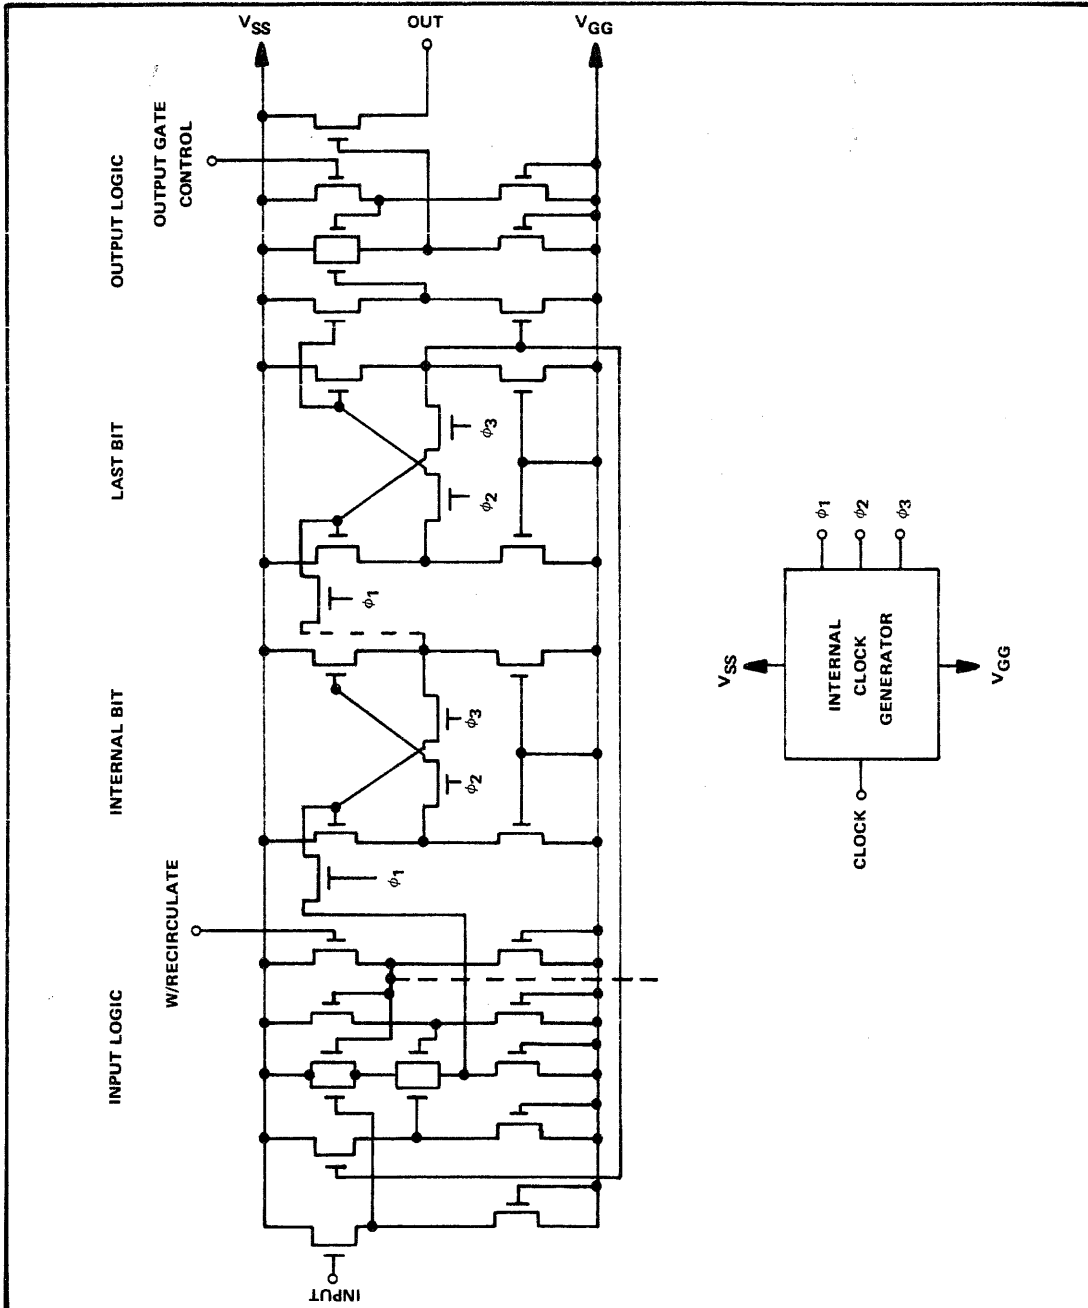 INPUT LOGIC
INTERNAL BIT
LAST BIT
OUTPUT LOGIC
W/RECIRCULATE
OUTPUT GATE
CONTROL
VSS
OUT
VGG
INPUT
ϕ1
ϕ2
ϕ3
ϕ1
ϕ2
ϕ3
CLOCK
INTERNAL
CLOCK
GENERATOR
VSS
VGG
ϕ1
ϕ2
ϕ3